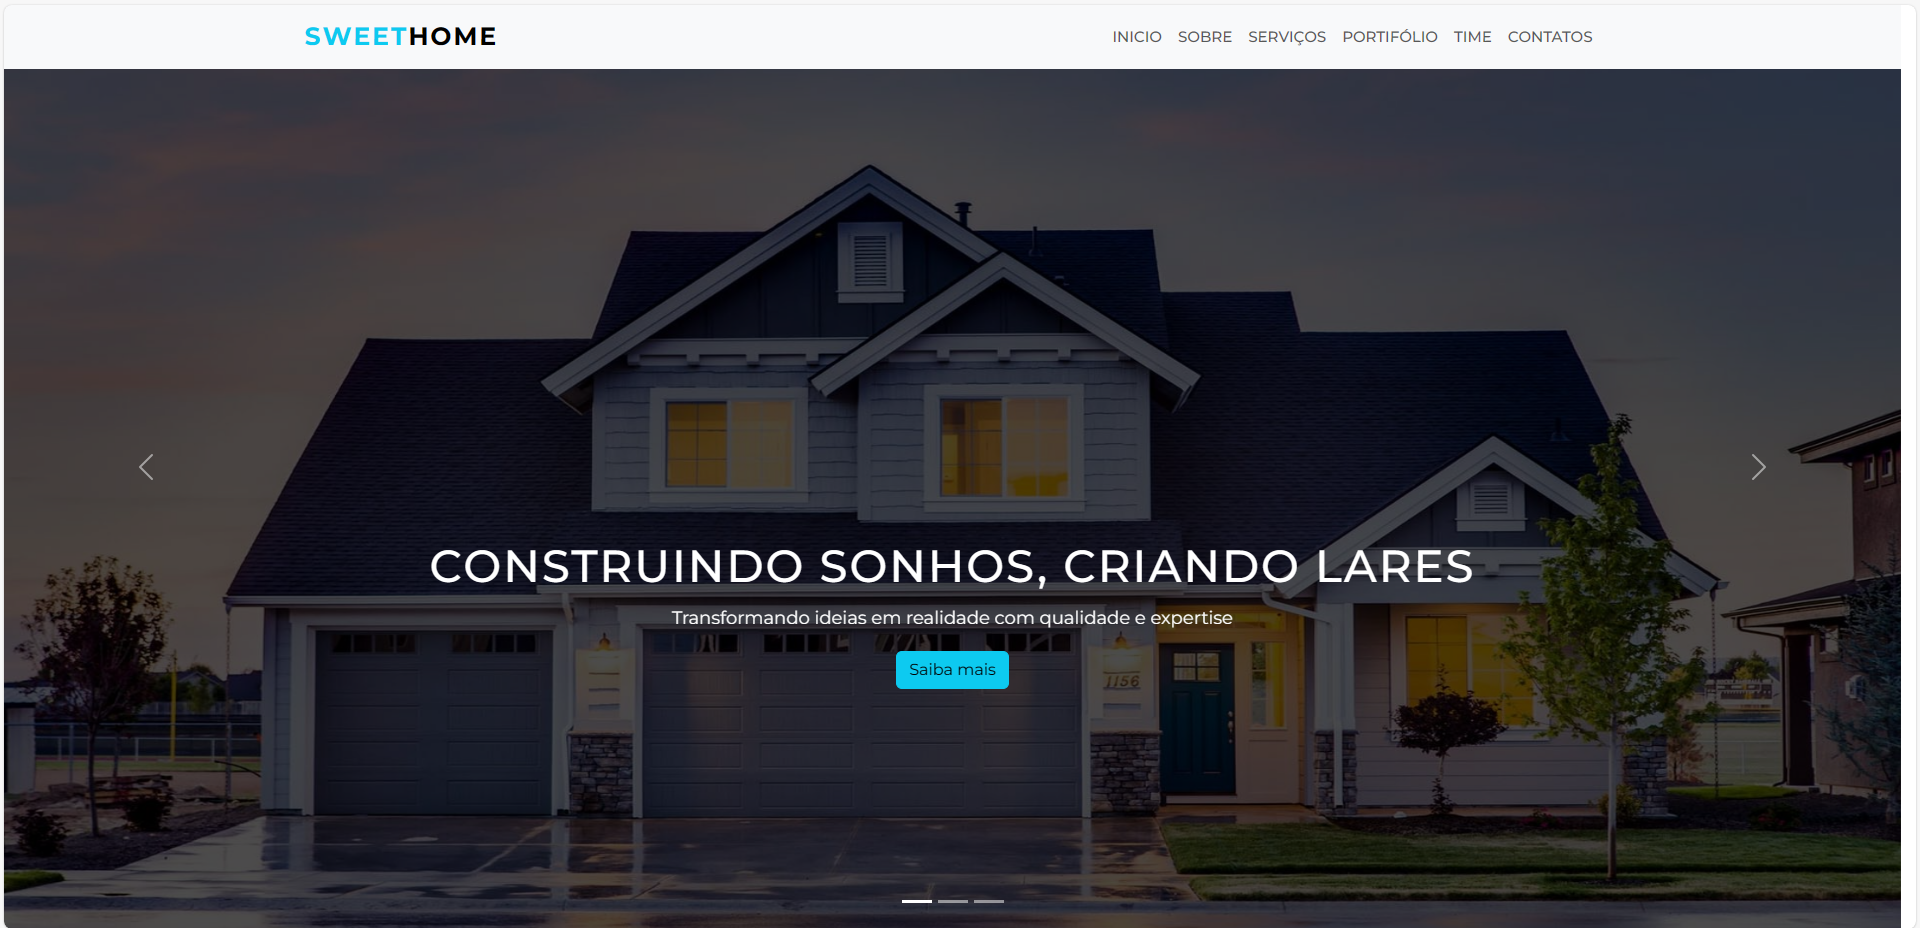 SWEETHOME
INICIO SOBRE SERVIÇOS PORTIFÓLIO TIME CONTATOS
CONSTRUINDO SONHOS, CRIANDO LARES
Transformando ideias em realidade com qualidade e expertise
Saiba mais
1156